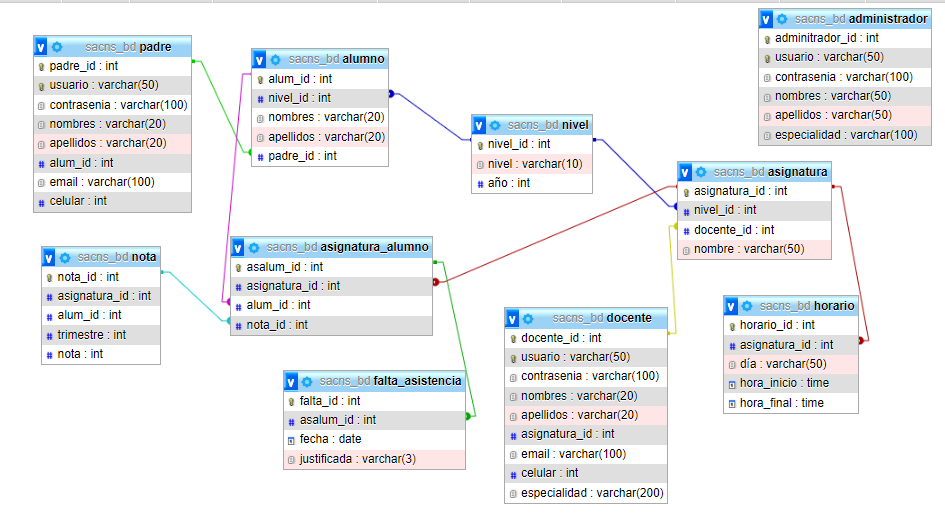 sacns_bd padre
padre_id : int
usuario : varchar(50)
contrasenia : varchar(100)
nombres : varchar(20)
apellidos : varchar(20)
alum_id : int
email : varchar(100)
celular : int
sacns_bd alumno
alum_id : int
nivel_id : int
nombres : varchar(20)
apellidos : varchar(20)
padre_id : int
sacns_bd nivel
nivel_id : int
nivel : varchar(10)
año : int
sacns_bd administrador
adminitrador_id : int
usuario : varchar(50)
contrasenia : varchar(100)
nombres : varchar(50)
apellidos : varchar(50)
especialidad : varchar(100)
sacns_bd asignatura
asignatura_id : int
nivel_id : int
docente_id : int
nombre : varchar(50)
sacns_bd nota
nota_id : int
asignatura_id : int
alum_id : int
trimestre : int
nota : int
sacns_bd asignatura_alumno
asalum_id : int
asignatura_id : int
alum_id : int
nota_id : int
sacns_bd falta_asistencia
falta_id : int
asalum_id : int
fecha : date
justificada : varchar(3)
sacns_bd docente
docente_id : int
usuario : varchar(50)
contrasenia : varchar(100)
nombres : varchar(20)
apellidos : varchar(20)
asignatura_id : int
email : varchar(100)
celular : int
especialidad : varchar(200)
sacns_bd horario
horario_id : int
asignatura_id : int
día : varchar(50)
hora_inicio : time
hora_final : time